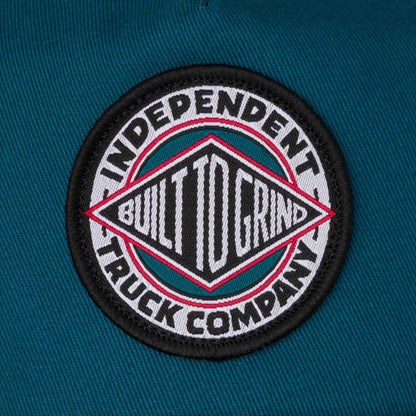 INDEPENDENT
BUILT TO GRIND
TRUCK COMPANY